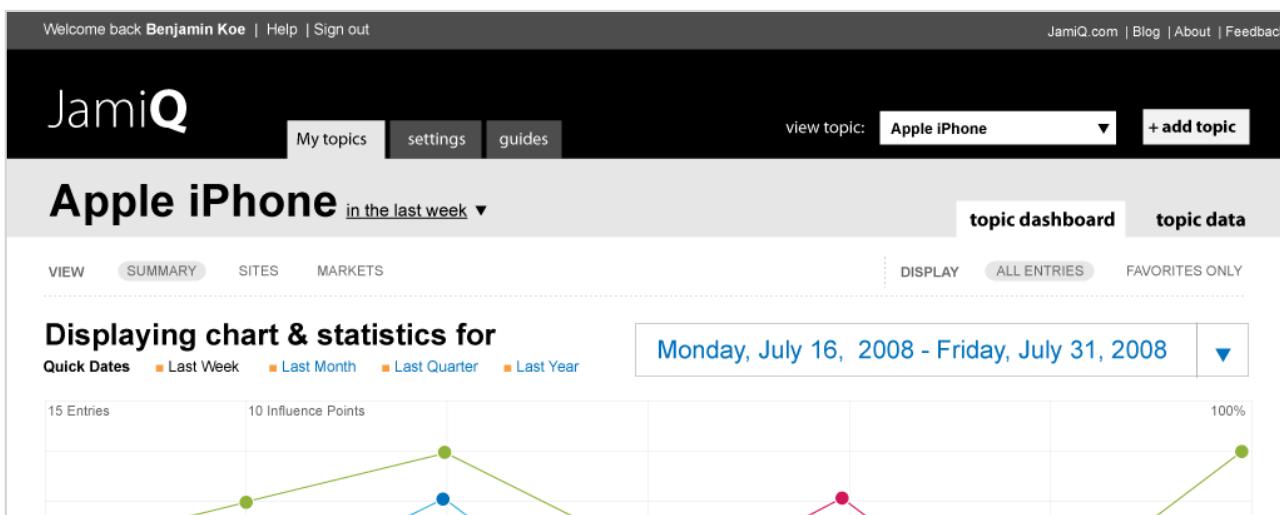 Welcome back Benjamin Koe | Help | Sign out
JamiQ.com | Blog | About | Feedback
JamiQ
My topics settings guides
view topic: Apple iPhone + add topic
Apple iPhone in the last week
topic dashboard topic data
VIEW SUMMARY SITES MARKETS
DISPLAY ALL ENTRIES FAVORITES ONLY
Displaying chart & statistics for
Monday, July 16, 2008 - Friday, July 31, 2008
Quick Dates Last Week Last Month Last Quarter Last Year
15 Entries 10 Influence Points 100%